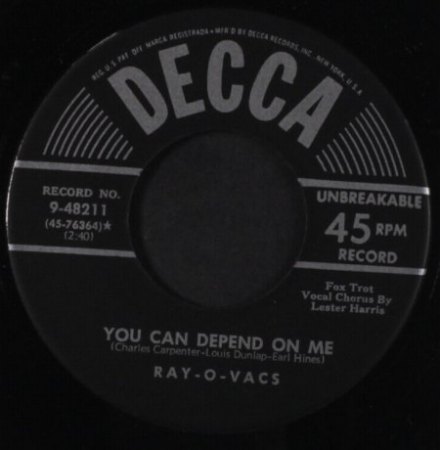 REG. U.S. PAT. OFF. MARCA REGISTRADA • MF'D BY DECCA RECORDS, INC. NEW YORK, U.S.A.
DECCA
RECORD NO.
9-48211
(45-76364)★
(2:40)
UNBREAKABLE
45 RPM
RECORD
Fox Trot
Vocal Chorus By
Lester Harris
YOU CAN DEPEND ON ME
(Charles Carpenter-Louis Dunlap-Earl Hines)
RAY-O-VACS